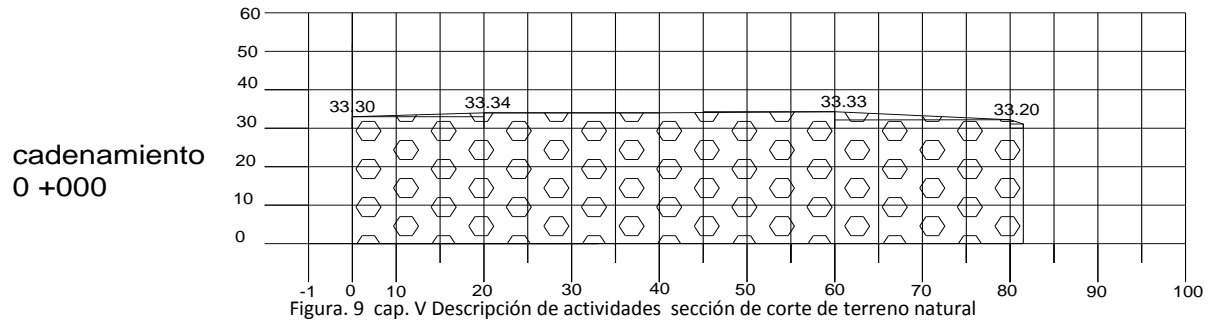 60
50
40
33.30 33.34 33.33 33.20
30
cadenamiento
0 +000
20
10
0
-1 0 10 20 30 40 50 60 70 80 90 100
Figura. 9 cap. V Descripción de actividades sección de corte de terreno natural